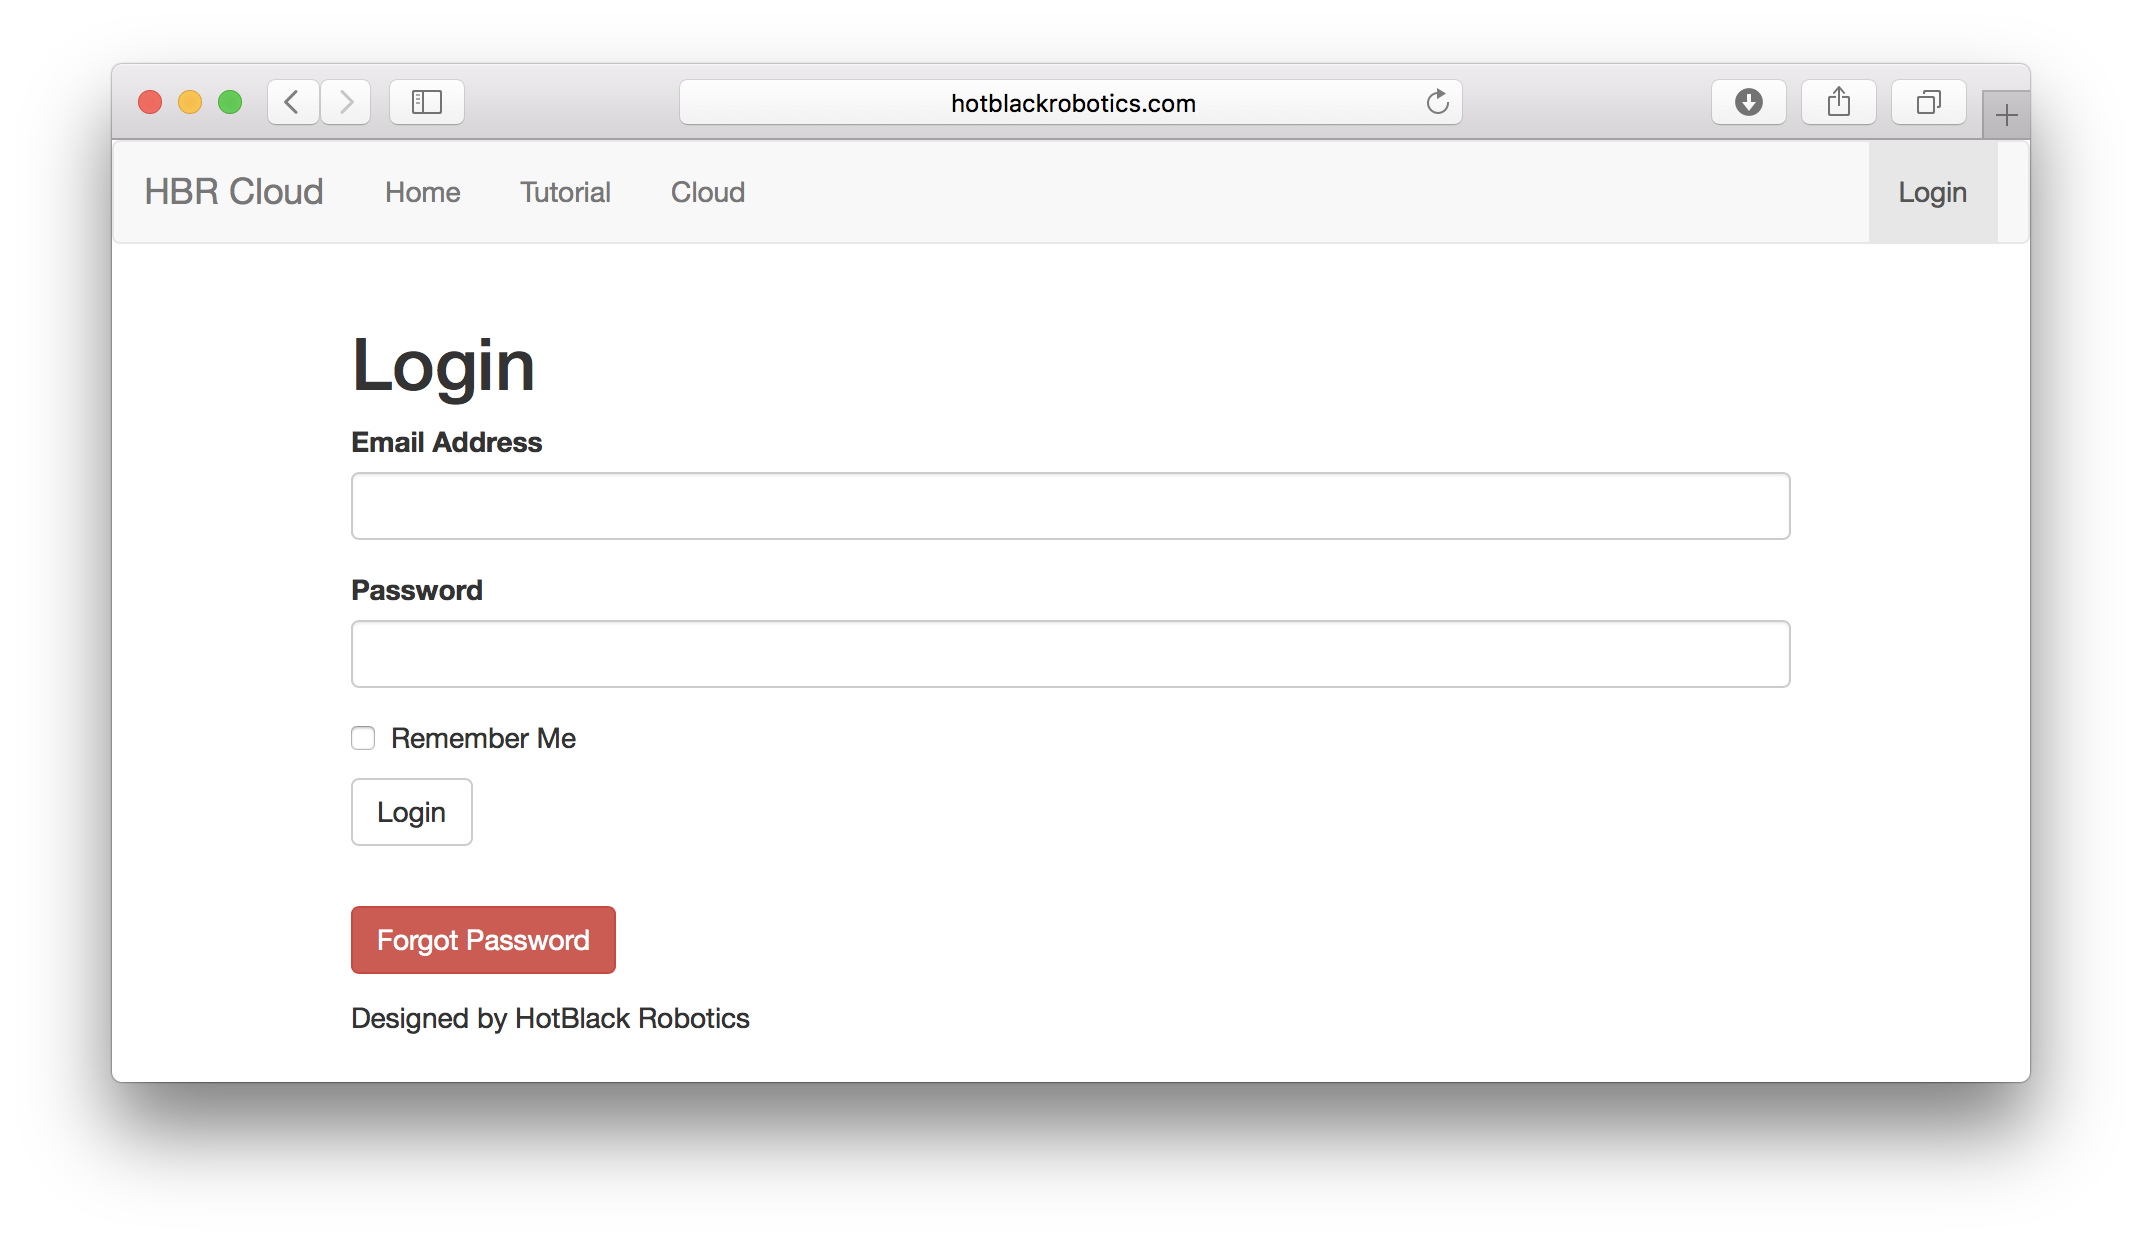 hotblackrobotics.com
HBR Cloud Home Tutorial Cloud Login
Login
Email Address
Password
Remember Me
Login
Forgot Password
Designed by HotBlack Robotics